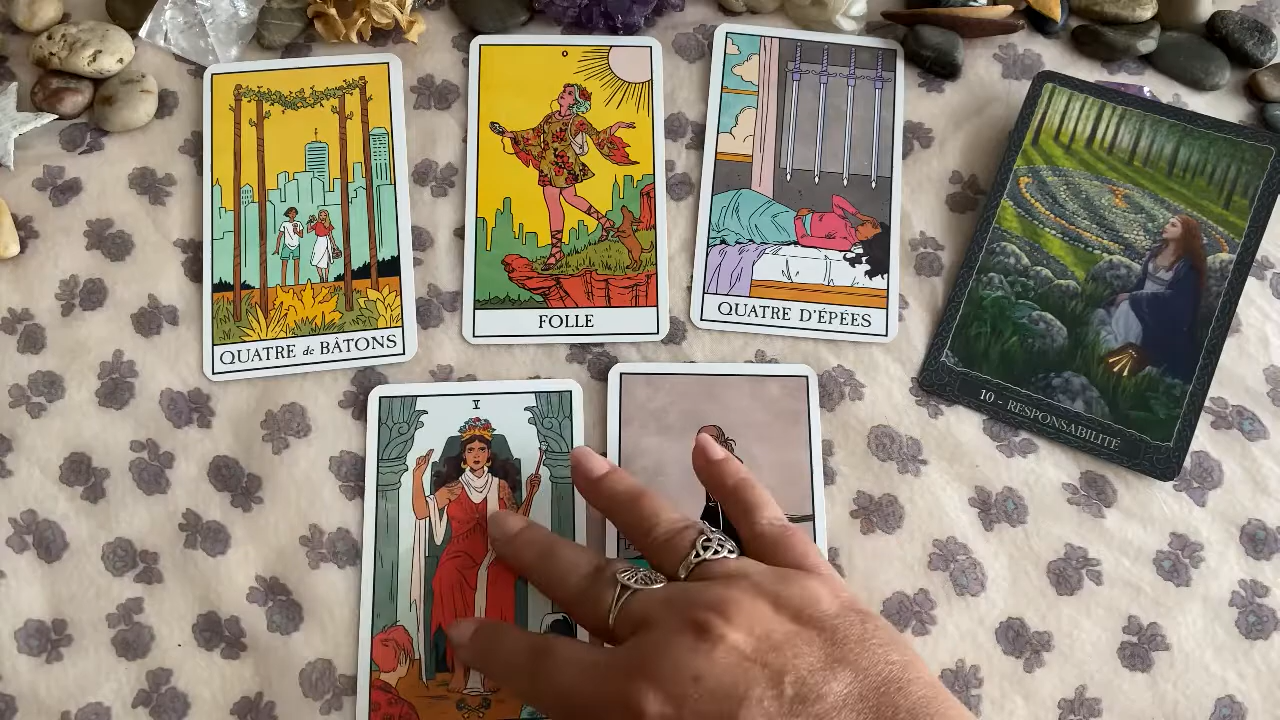 QUATRE de BÂTONS
0
FOLLE
QUATRE D'ÉPÉES
10 - RESPONSABILITÉ
V